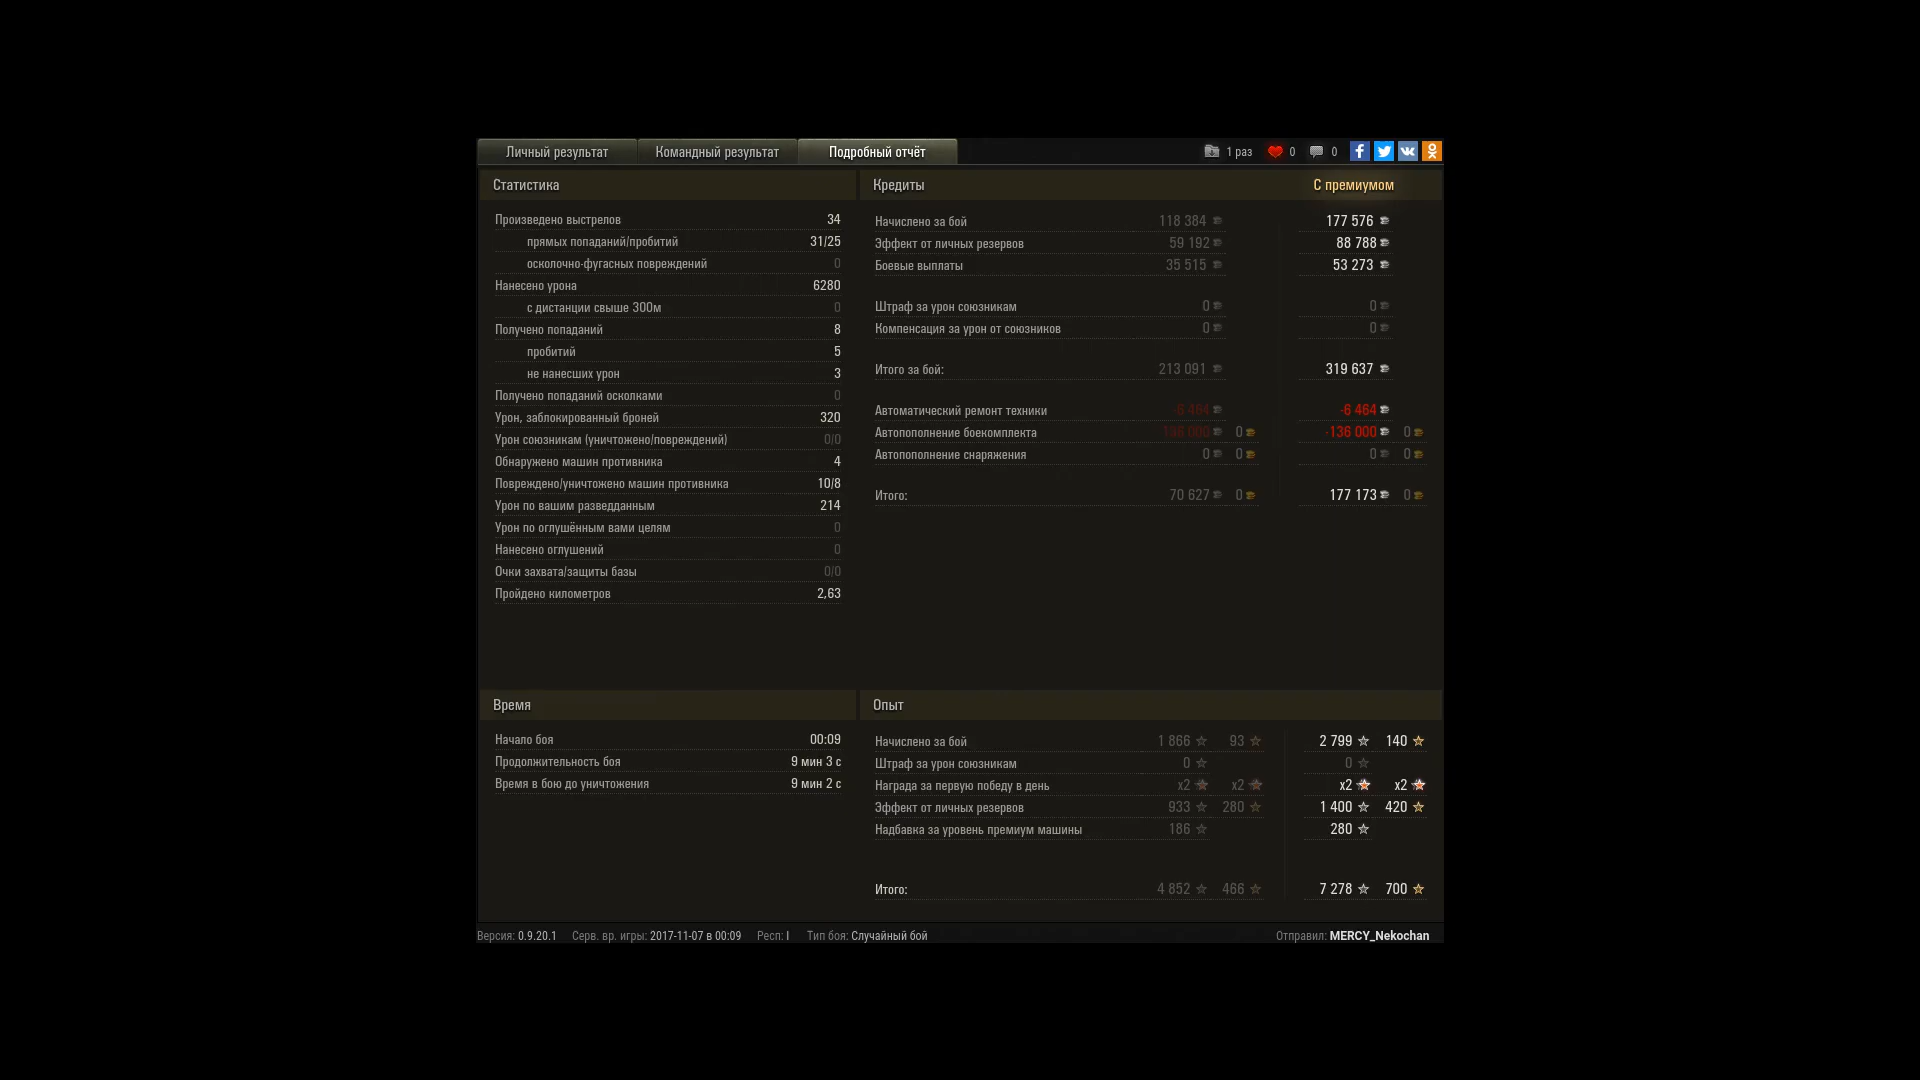 Личный результат Командный результат Подробный отчёт 1 раз 0 0
Статистика
Произведено выстрелов 34
прямых попаданий/пробитий 31/25
осколочно-фугасных повреждений 0
Нанесено урона 6280
с дистанции свыше 300м 0
Получено попаданий 8
пробитий 5
не нанесших урон 3
Получено попаданий осколками 0
Урон, заблокированный броней 320
Урон союзникам (уничтожено/повреждений) 0/0
Обнаружено машин противника 4
Повреждено/уничтожено машин противника 10/8
Урон по вашим разведданным 214
Урон по оглушённым вами целям 0
Нанесено оглушений 0
Очки захвата/защиты базы 0/0
Пройдено километров 2,63
Кредиты С премиумом
Начислено за бой 118 384 177 576
Эффект от личных резервов 59 192 88 788
Боевые выплаты 35 515 53 273
Штраф за урон союзникам 0 0
Компенсация за урон от союзников 0 0
Итого за бой: 213 091 319 637
Автоматический ремонт техники -6 464 -6 464
Автопополнение боекомплекта -136 000 0 -136 000 0
Автопополнение снаряжения 0 0 0 0
Итого: 70 627 0 177 173 0
Время
Начало боя 00:09
Продолжительность боя 9 мин 3 с
Время в бою до уничтожения 9 мин 2 с
Опыт
Начислено за бой 1 866 93 2 799 140
Штраф за урон союзникам 0 0
Награда за первую победу в день x2 x2 x2 x2
Эффект от личных резервов 933 280 1 400 420
Надбавка за уровень премиум машины 186 280
Итого: 4 852 466 7 278 700
Версия: 0.9.20.1 Серв. вр. игры: 2017-11-07 в 00:09 Респ: I Тип боя: Случайный бой Отправил: MERCY_Nekochan